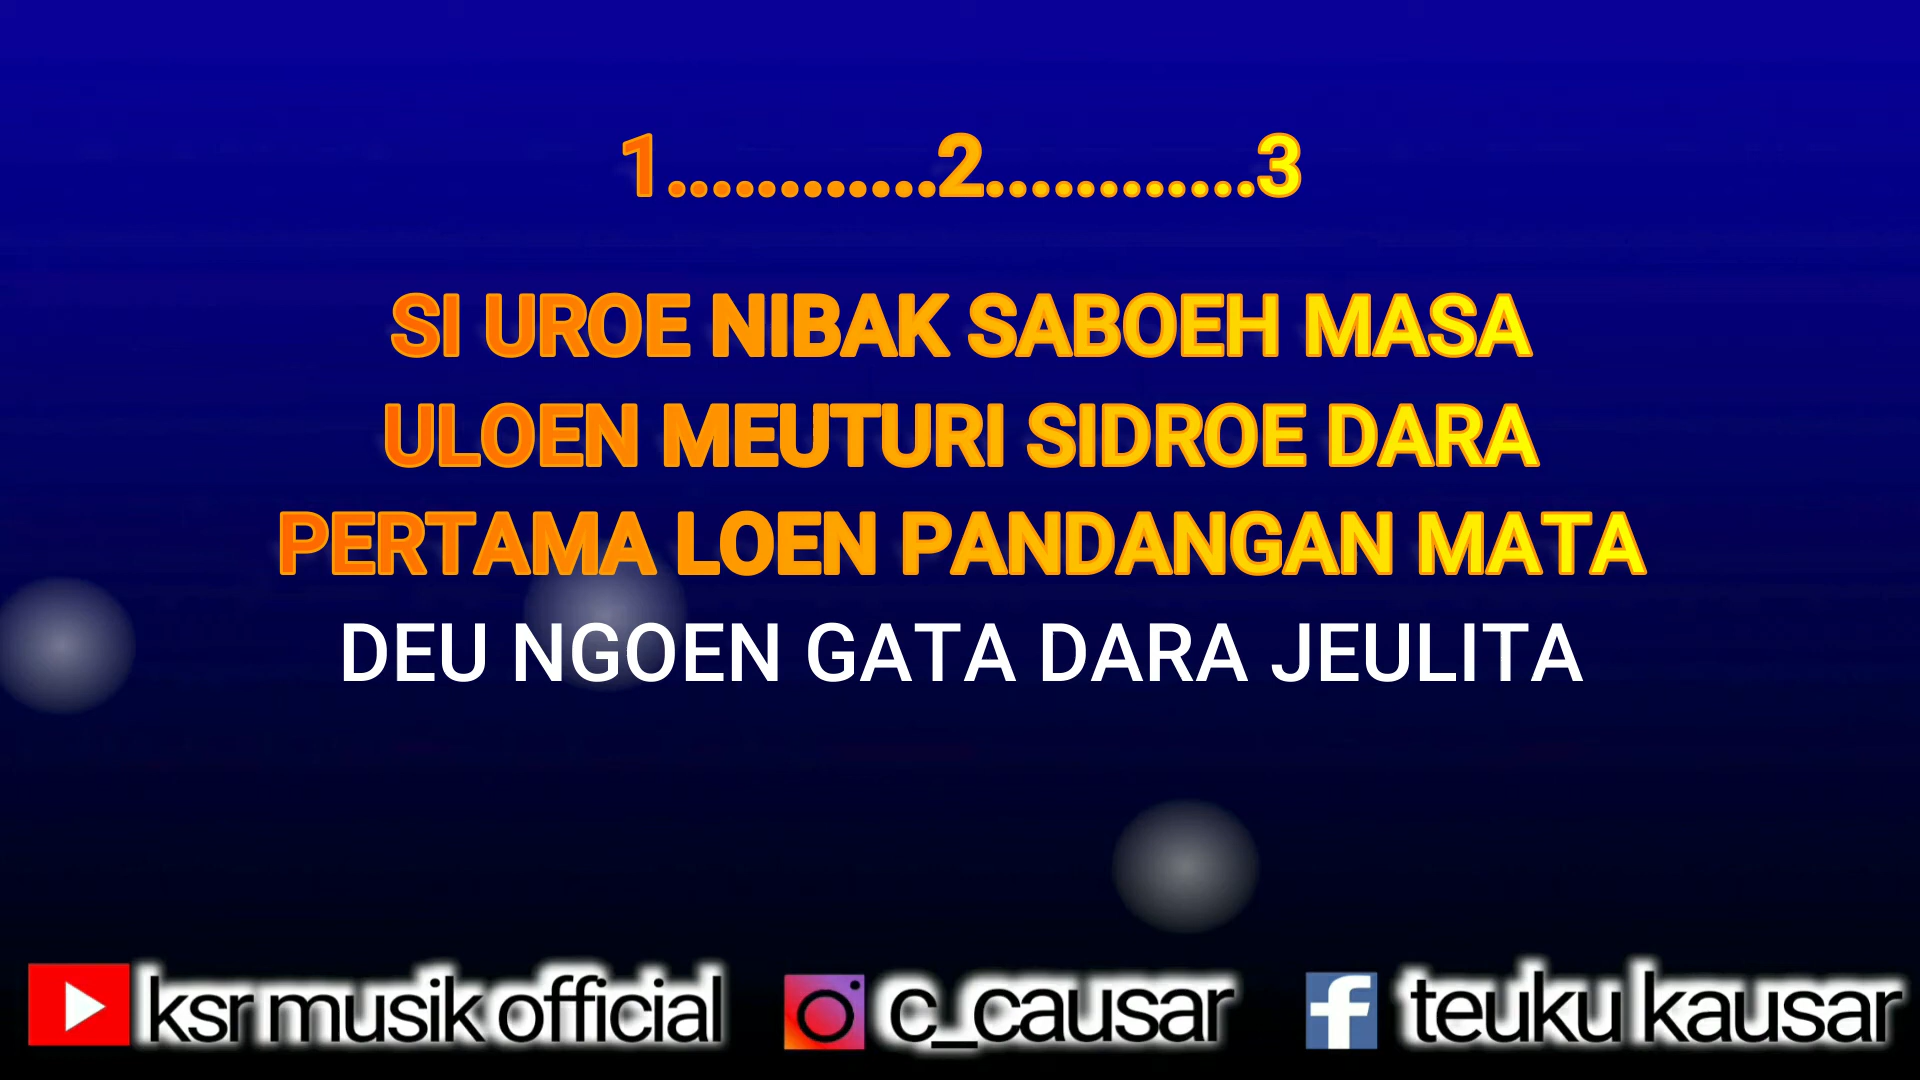 1............2............3
SI UROE NIBAK SABOEH MASA
ULOEN MEUTURI SIDROE DARA
PERTAMA LOEN PANDANGAN MATA
DEU NGOEN GATA DARA JEULITA
ksr musik official c_causar teuku kausar